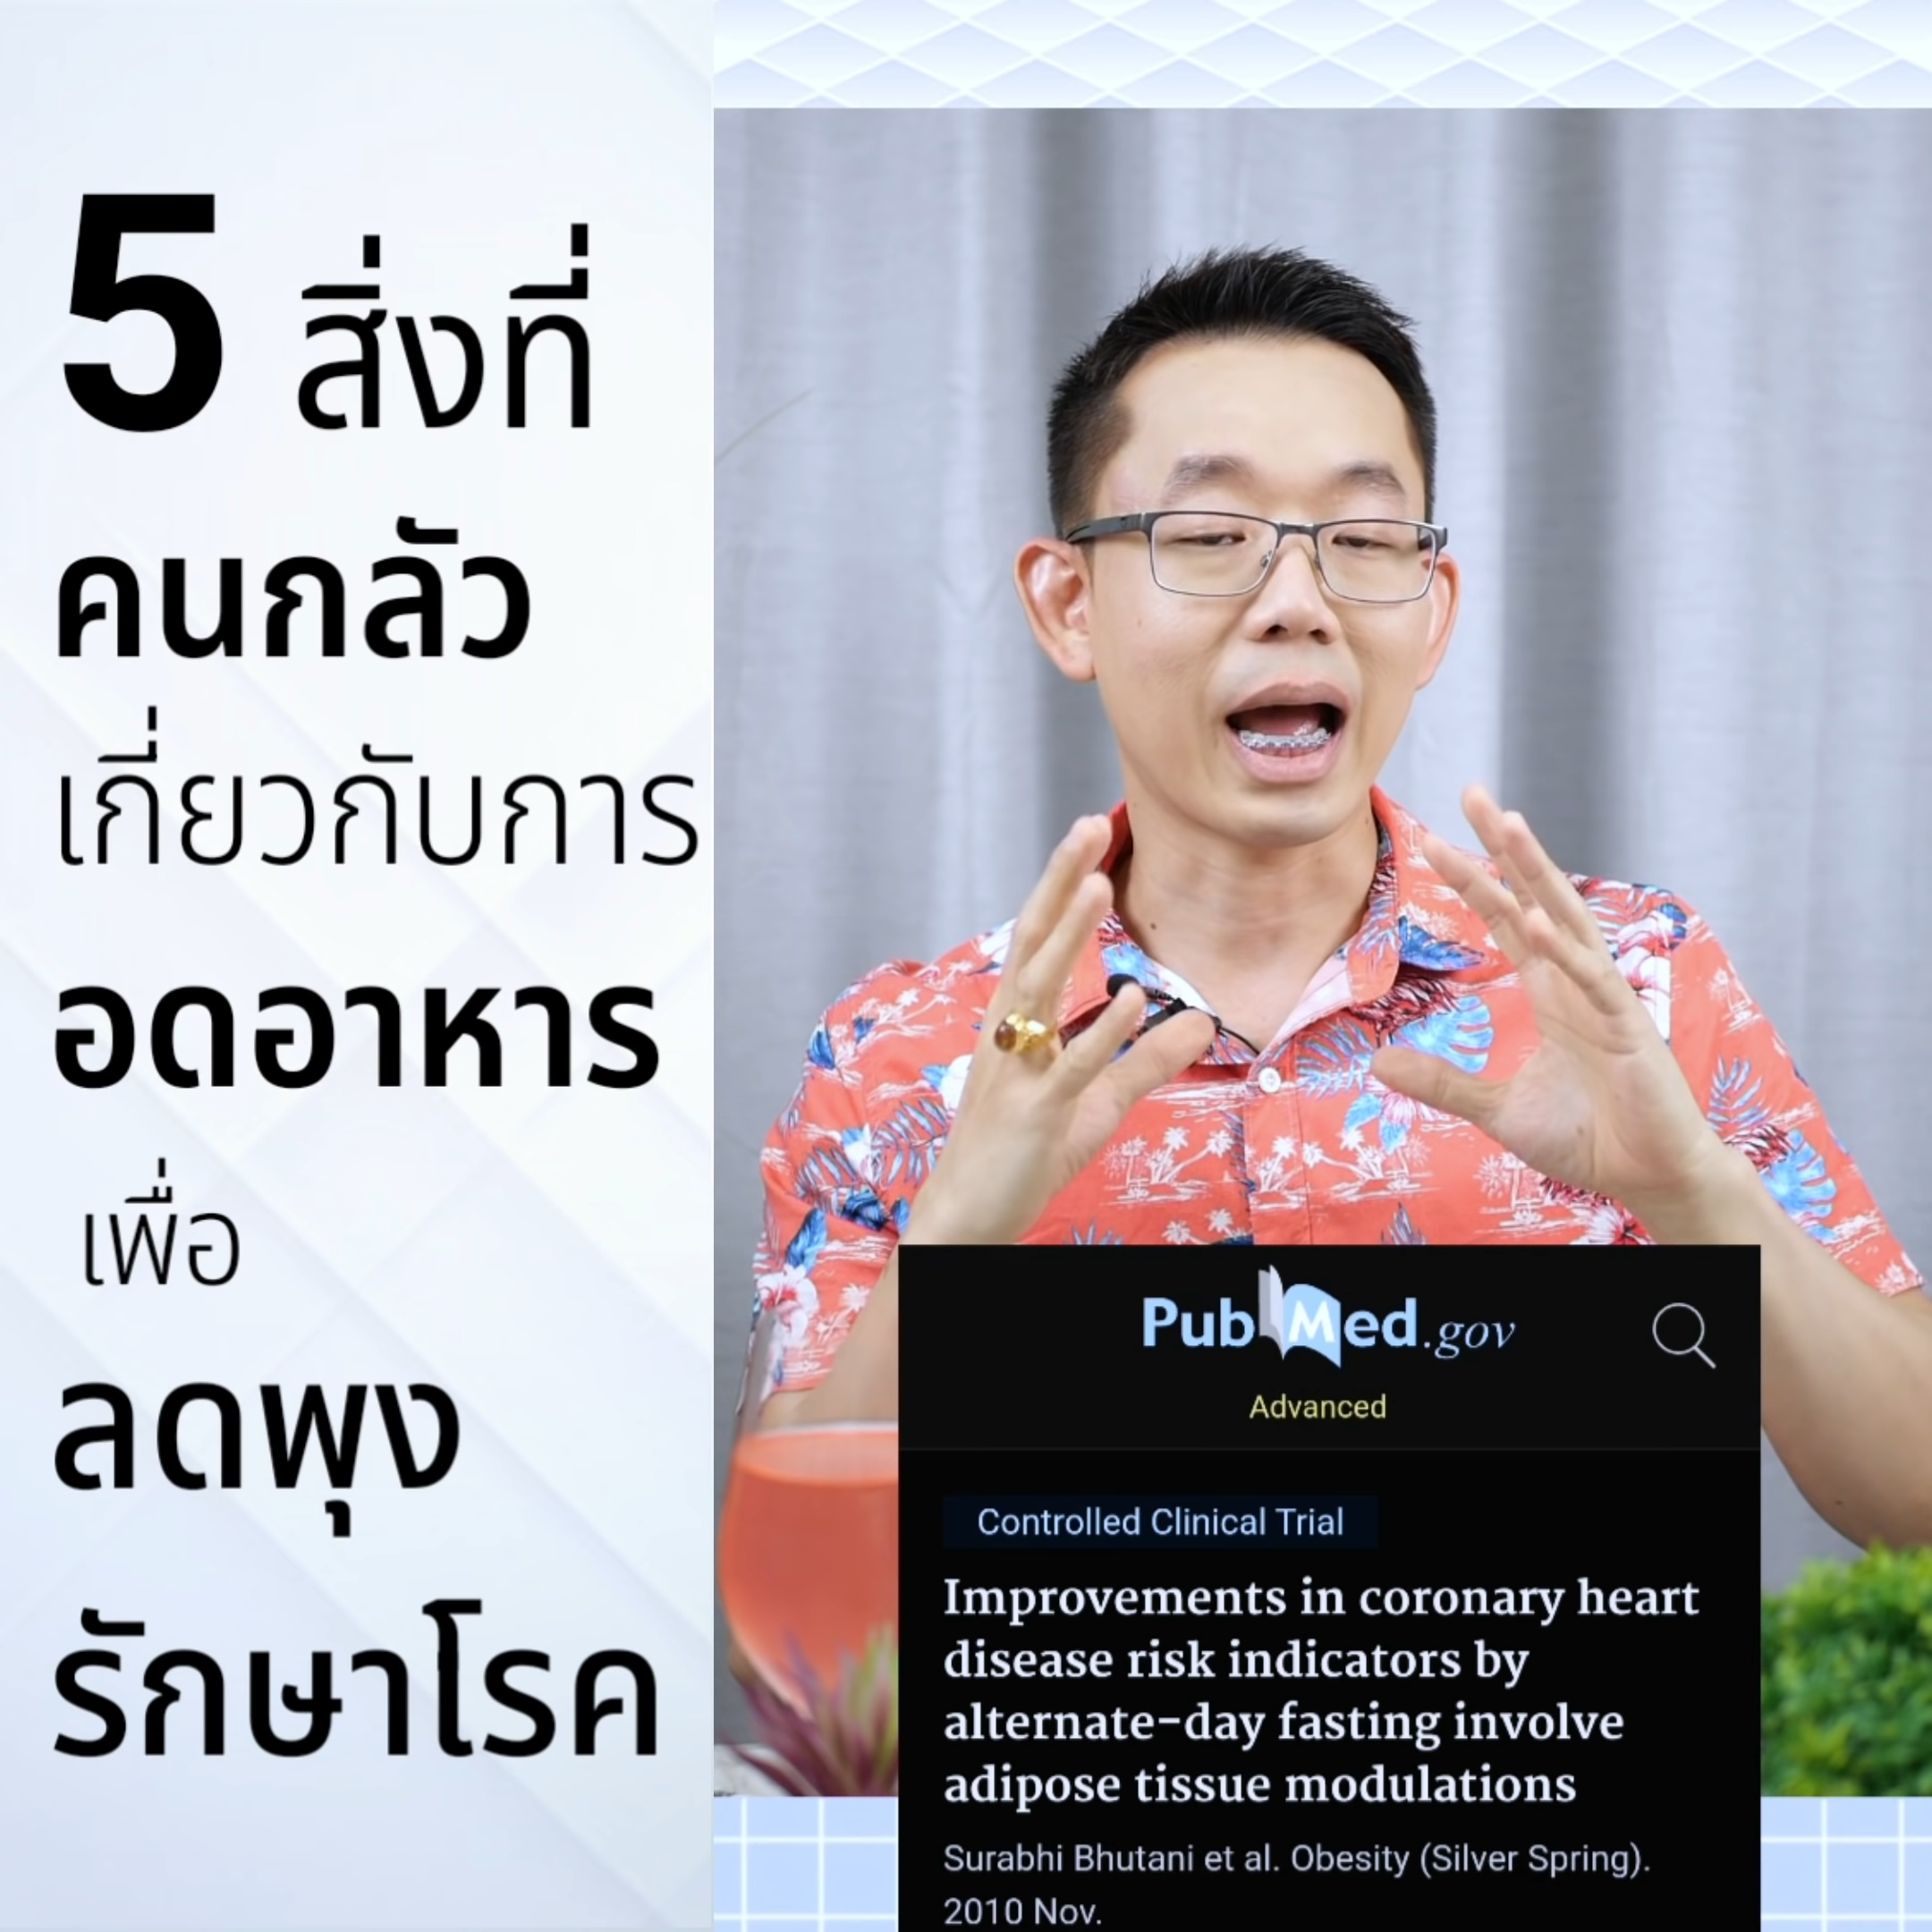 5 สิ่งที่
คนกลัว
เกี่ยวกับการ
อดอาหาร
เพื่อ
ลดพุง
รักษาโรค
PubMed.gov
Advanced
Controlled Clinical Trial
Improvements in coronary heart
disease risk indicators by
alternate-day fasting involve
adipose tissue modulations
Surabhi Bhutani et al. Obesity (Silver Spring).
2010 Nov.